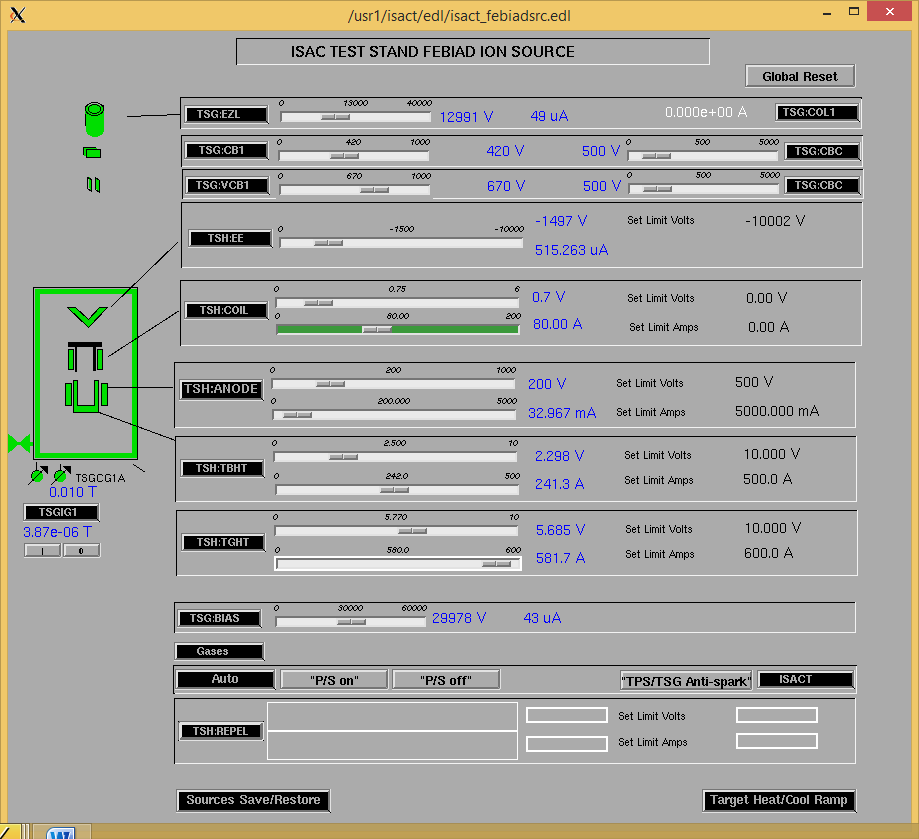 /usr1/isact/edl/isact_febiadsrc.edl
ISAC TEST STAND FEBIAD ION SOURCE
Global Reset
TSG:EZL 0 13000 40000 12991 V 49 uA 0.000e+00 A TSG:COL1
TSG:CB1 0 420 1000 420 V 500 V 0 500 5000 TSG:CBC
TSG:VCB1 0 670 1000 670 V 500 V 0 500 5000 TSG:CBC
TSH:EE 0 -1500 -10000 -1497 V Set Limit Volts -10002 V
515.263 uA
TSH:COIL 0 0.75 6 0.7 V Set Limit Volts 0.00 V
0 80.00 200 80.00 A Set Limit Amps 0.00 A
TSH:ANODE 0 200 1000 200 V Set Limit Volts 500 V
0 200.000 5000 32.967 mA Set Limit Amps 5000.000 mA
TSH:TBHT 0 2.500 10 2.298 V Set Limit Volts 10.000 V
0 242.0 500 241.3 A Set Limit Amps 500.0 A
TSGCG1A
0.010 T
TSGIG1
3.87e-06 T
I 0
TSH:TGHT 0 5.770 10 5.685 V Set Limit Volts 10.000 V
0 580.0 600 581.7 A Set Limit Amps 600.0 A
TSG:BIAS 0 30000 60000 29978 V 43 uA
Gases
Auto "P/S on" "P/S off" "TPS/TSG Anti-spark" ISACT
TSH:REPEL Set Limit Volts
Set Limit Amps
Sources Save/Restore Target Heat/Cool Ramp